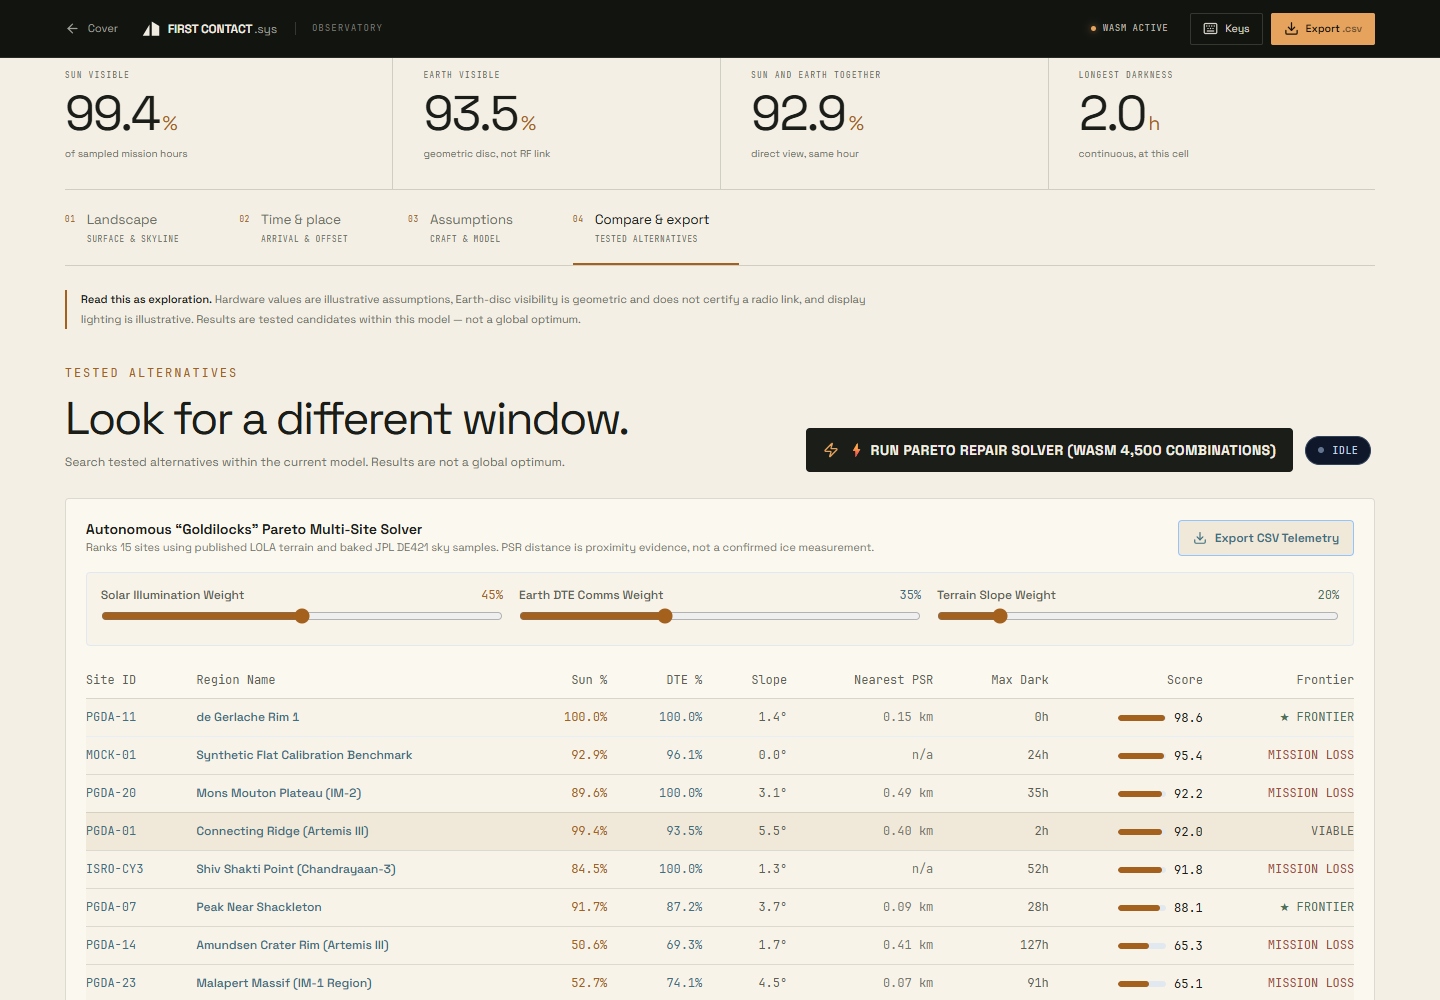 Cover FIRST CONTACT.sys OBSERVATORY WASM ACTIVE Keys Export.csv
SUN VISIBLE EARTH VISIBLE SUN AND EARTH TOGETHER LONGEST DARKNESS
99.4% 93.5% 92.9% 2.0h
of sampled mission hours geometric disc, not RF link direct view, same hour continuous, at this cell
01 Landscape 02 Time & place 03 Assumptions 04 Compare & export
SURFACE & SKYLINE ARRIVAL & OFFSET CRAFT & MODEL TESTED ALTERNATIVES
Read this as exploration. Hardware values are illustrative assumptions, Earth-disc visibility is geometric and does not certify a radio link, and display
lighting is illustrative. Results are tested candidates within this model — not a global optimum.
TESTED ALTERNATIVES
Look for a different window.
RUN PARETO REPAIR SOLVER (WASM 4,500 COMBINATIONS) IDLE
Search tested alternatives within the current model. Results are not a global optimum.
Autonomous “Goldilocks” Pareto Multi-Site Solver
Export CSV Telemetry
Ranks 15 sites using published LOLA terrain and baked JPL DE421 sky samples. PSR distance is proximity evidence, not a confirmed ice measurement.
Solar Illumination Weight 45% Earth DTE Comms Weight 35% Terrain Slope Weight 20%
Site ID Region Name Sun % DTE % Slope Nearest PSR Max Dark Score Frontier
PGDA-11 de Gerlache Rim 1 100.0% 100.0% 1.4° 0.15 km 0h 98.6 ★ FRONTIER
MOCK-01 Synthetic Flat Calibration Benchmark 92.9% 96.1% 0.0° n/a 24h 95.4 MISSION LOSS
PGDA-20 Mons Mouton Plateau (IM-2) 89.6% 100.0% 3.1° 0.49 km 35h 92.2 MISSION LOSS
PGDA-01 Connecting Ridge (Artemis III) 99.4% 93.5% 5.5° 0.40 km 2h 92.0 VIABLE
ISRO-CY3 Shiv Shakti Point (Chandrayaan-3) 84.5% 100.0% 1.3° n/a 52h 91.8 MISSION LOSS
PGDA-07 Peak Near Shackleton 91.7% 87.2% 3.7° 0.09 km 28h 88.1 ★ FRONTIER
PGDA-14 Amundsen Crater Rim (Artemis III) 50.6% 69.3% 1.7° 0.41 km 127h 65.3 MISSION LOSS
PGDA-23 Malapert Massif (IM-1 Region) 52.7% 74.1% 4.5° 0.07 km 91h 65.1 MISSION LOSS